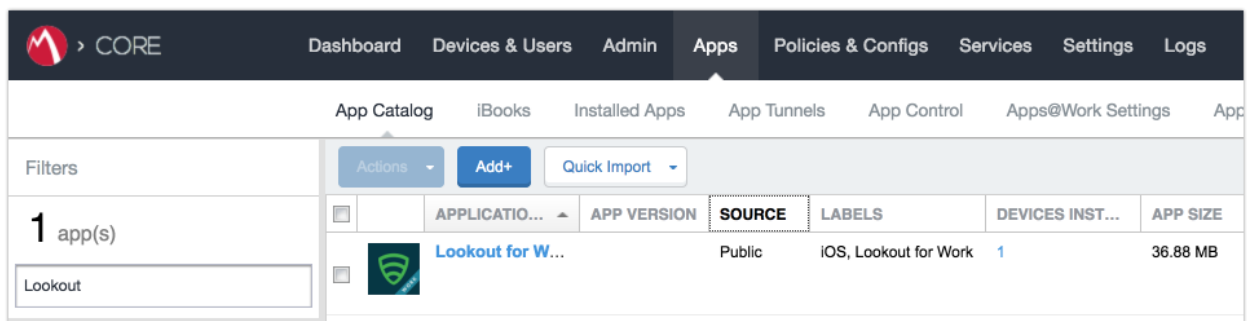 › CORE Dashboard Devices & Users Admin Apps Policies & Configs Services Settings Logs
App Catalog iBooks Installed Apps App Tunnels App Control Apps@Work Settings App
Filters Actions Add+ Quick Import
1 app(s)
APPLICATIO... APP VERSION SOURCE LABELS DEVICES INST... APP SIZE
Lookout for W... Public iOS, Lookout for Work 1 36.88 MB
WORK
Lookout